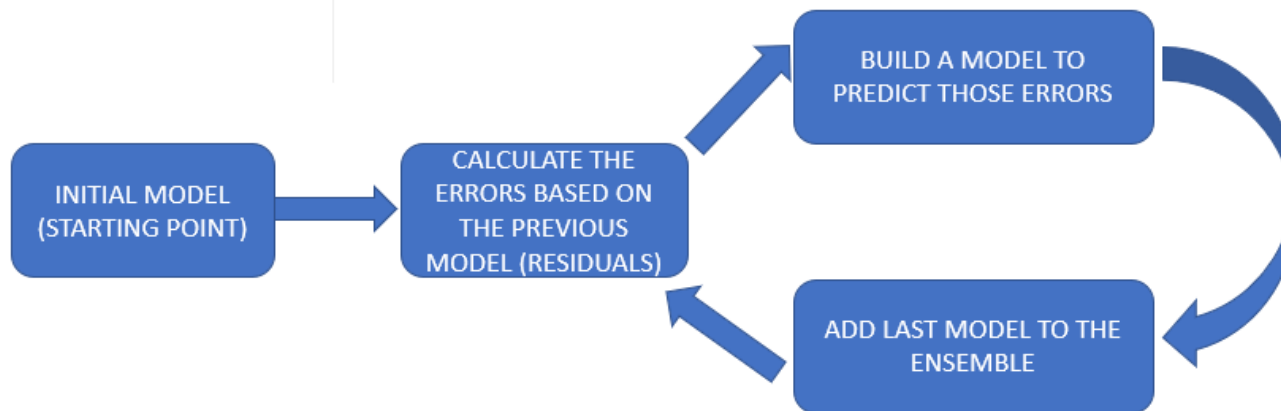 INITIAL MODEL
(STARTING POINT)
CALCULATE THE
ERRORS BASED ON
THE PREVIOUS
MODEL (RESIDUALS)
BUILD A MODEL TO
PREDICT THOSE ERRORS
ADD LAST MODEL TO THE
ENSEMBLE